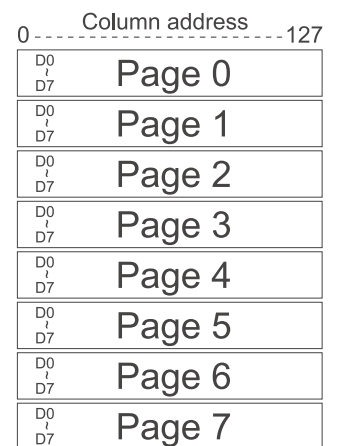 Column address
0 - - - - - - - - - - - - - - - - - - - - - - - - 127
D0
~
D7
Page 0
D0
~
D7
Page 1
D0
~
D7
Page 2
D0
~
D7
Page 3
D0
~
D7
Page 4
D0
~
D7
Page 5
D0
~
D7
Page 6
D0
~
D7
Page 7